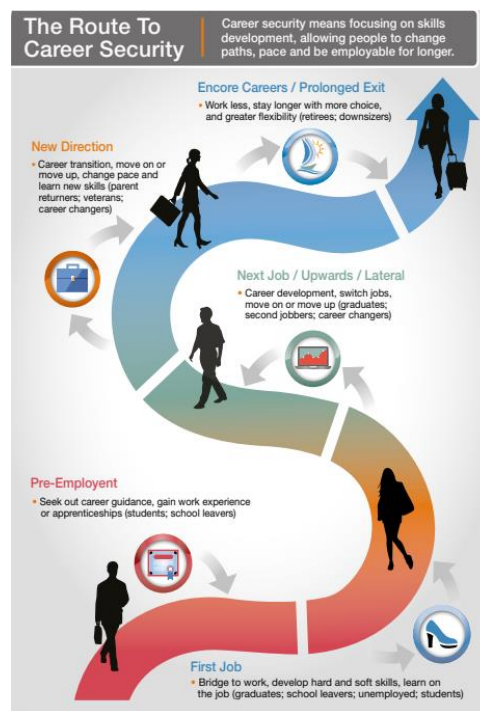 The Route To
Career Security
Career security means focusing on skills
development, allowing people to change
paths, pace and be employable for longer.
Encore Careers / Prolonged Exit
• Work less, stay longer with more choice,
and greater flexibility (retirees; downsizers)
New Direction
• Career transition, move on or
move up, change pace and
learn new skills (parent
returners; veterans;
career changers)
Next Job / Upwards / Lateral
• Career development, switch jobs,
move on or move up (graduates;
second jobbers; career changers)
Pre-Employent
• Seek out career guidance, gain work experience
or apprenticeships (students; school leavers)
First Job
• Bridge to work, develop hard and soft skills, learn on
the job (graduates; school leavers; unemployed; students)